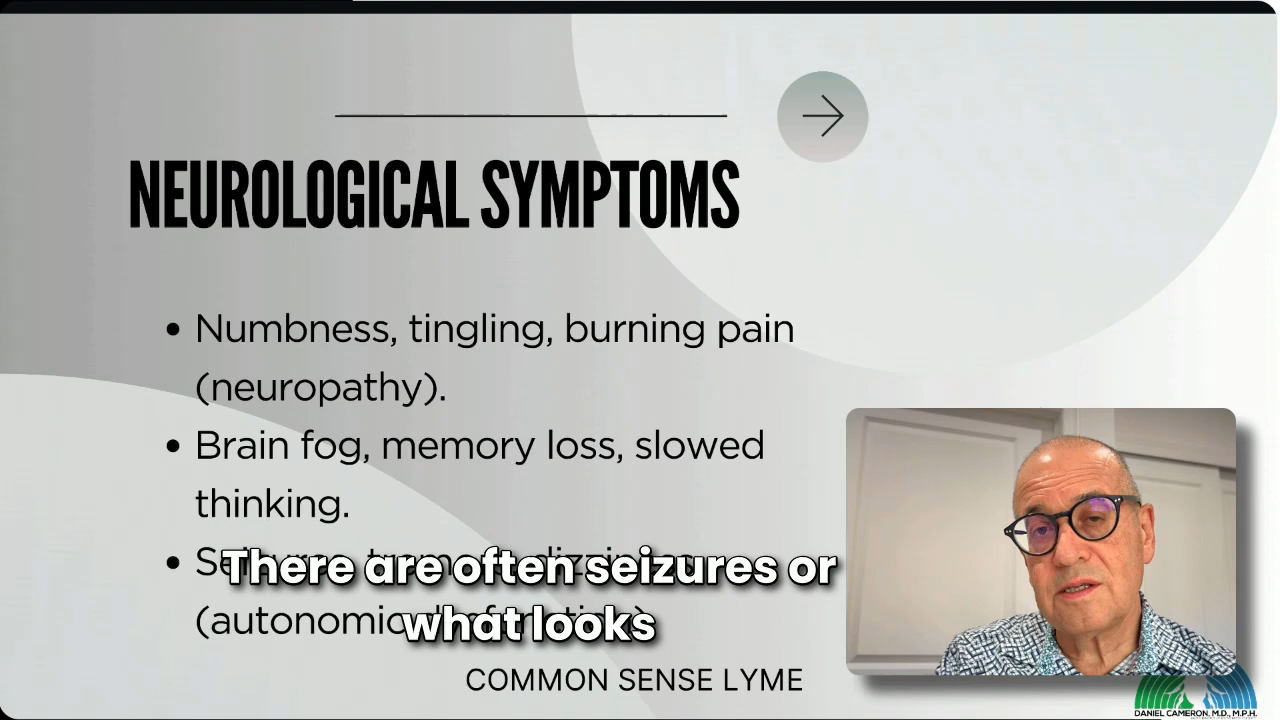 NEUROLOGICAL SYMPTOMS
• Numbness, tingling, burning pain
(neuropathy).
• Brain fog, memory loss, slowed
thinking.
There are often seizures or
what looks
(autonomic
COMMON SENSE LYME
DANIEL CAMERON, M.D., M.P.H.